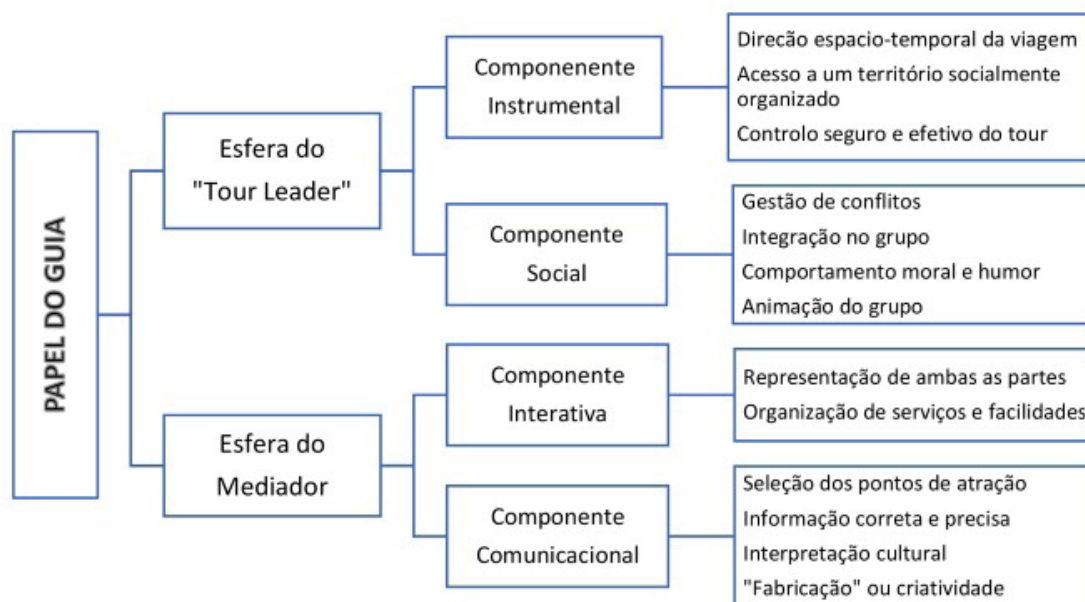 PAPEL DO GUIA
Esfera do
"Tour Leader"
Componenente
Instrumental
Direcão espacio-temporal da viagem
Acesso a um território socialmente
organizado
Controlo seguro e efetivo do tour
Componente
Social
Gestão de conflitos
Integração no grupo
Comportamento moral e humor
Animação do grupo
Esfera do
Mediador
Componente
Interativa
Representação de ambas as partes
Organização de serviços e facilidades
Componente
Comunicacional
Seleção dos pontos de atração
Informação correta e precisa
Interpretação cultural
"Fabricação" ou criatividade